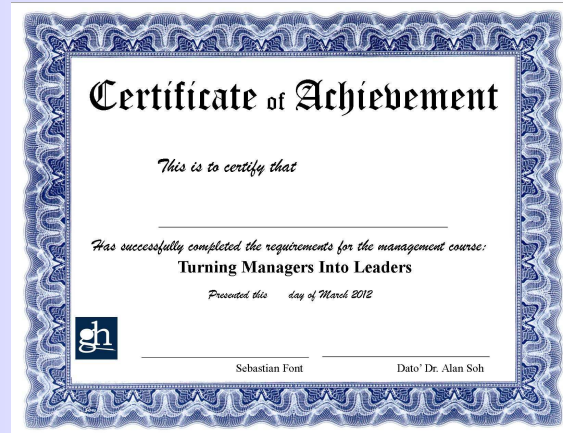 Certificate of Achievement
This is to certify that
Has successfully completed the requirements for the management course:
Turning Managers Into Leaders
Presented this day of March 2012
gh
Sebastian Font
Dato' Dr. Alan Soh